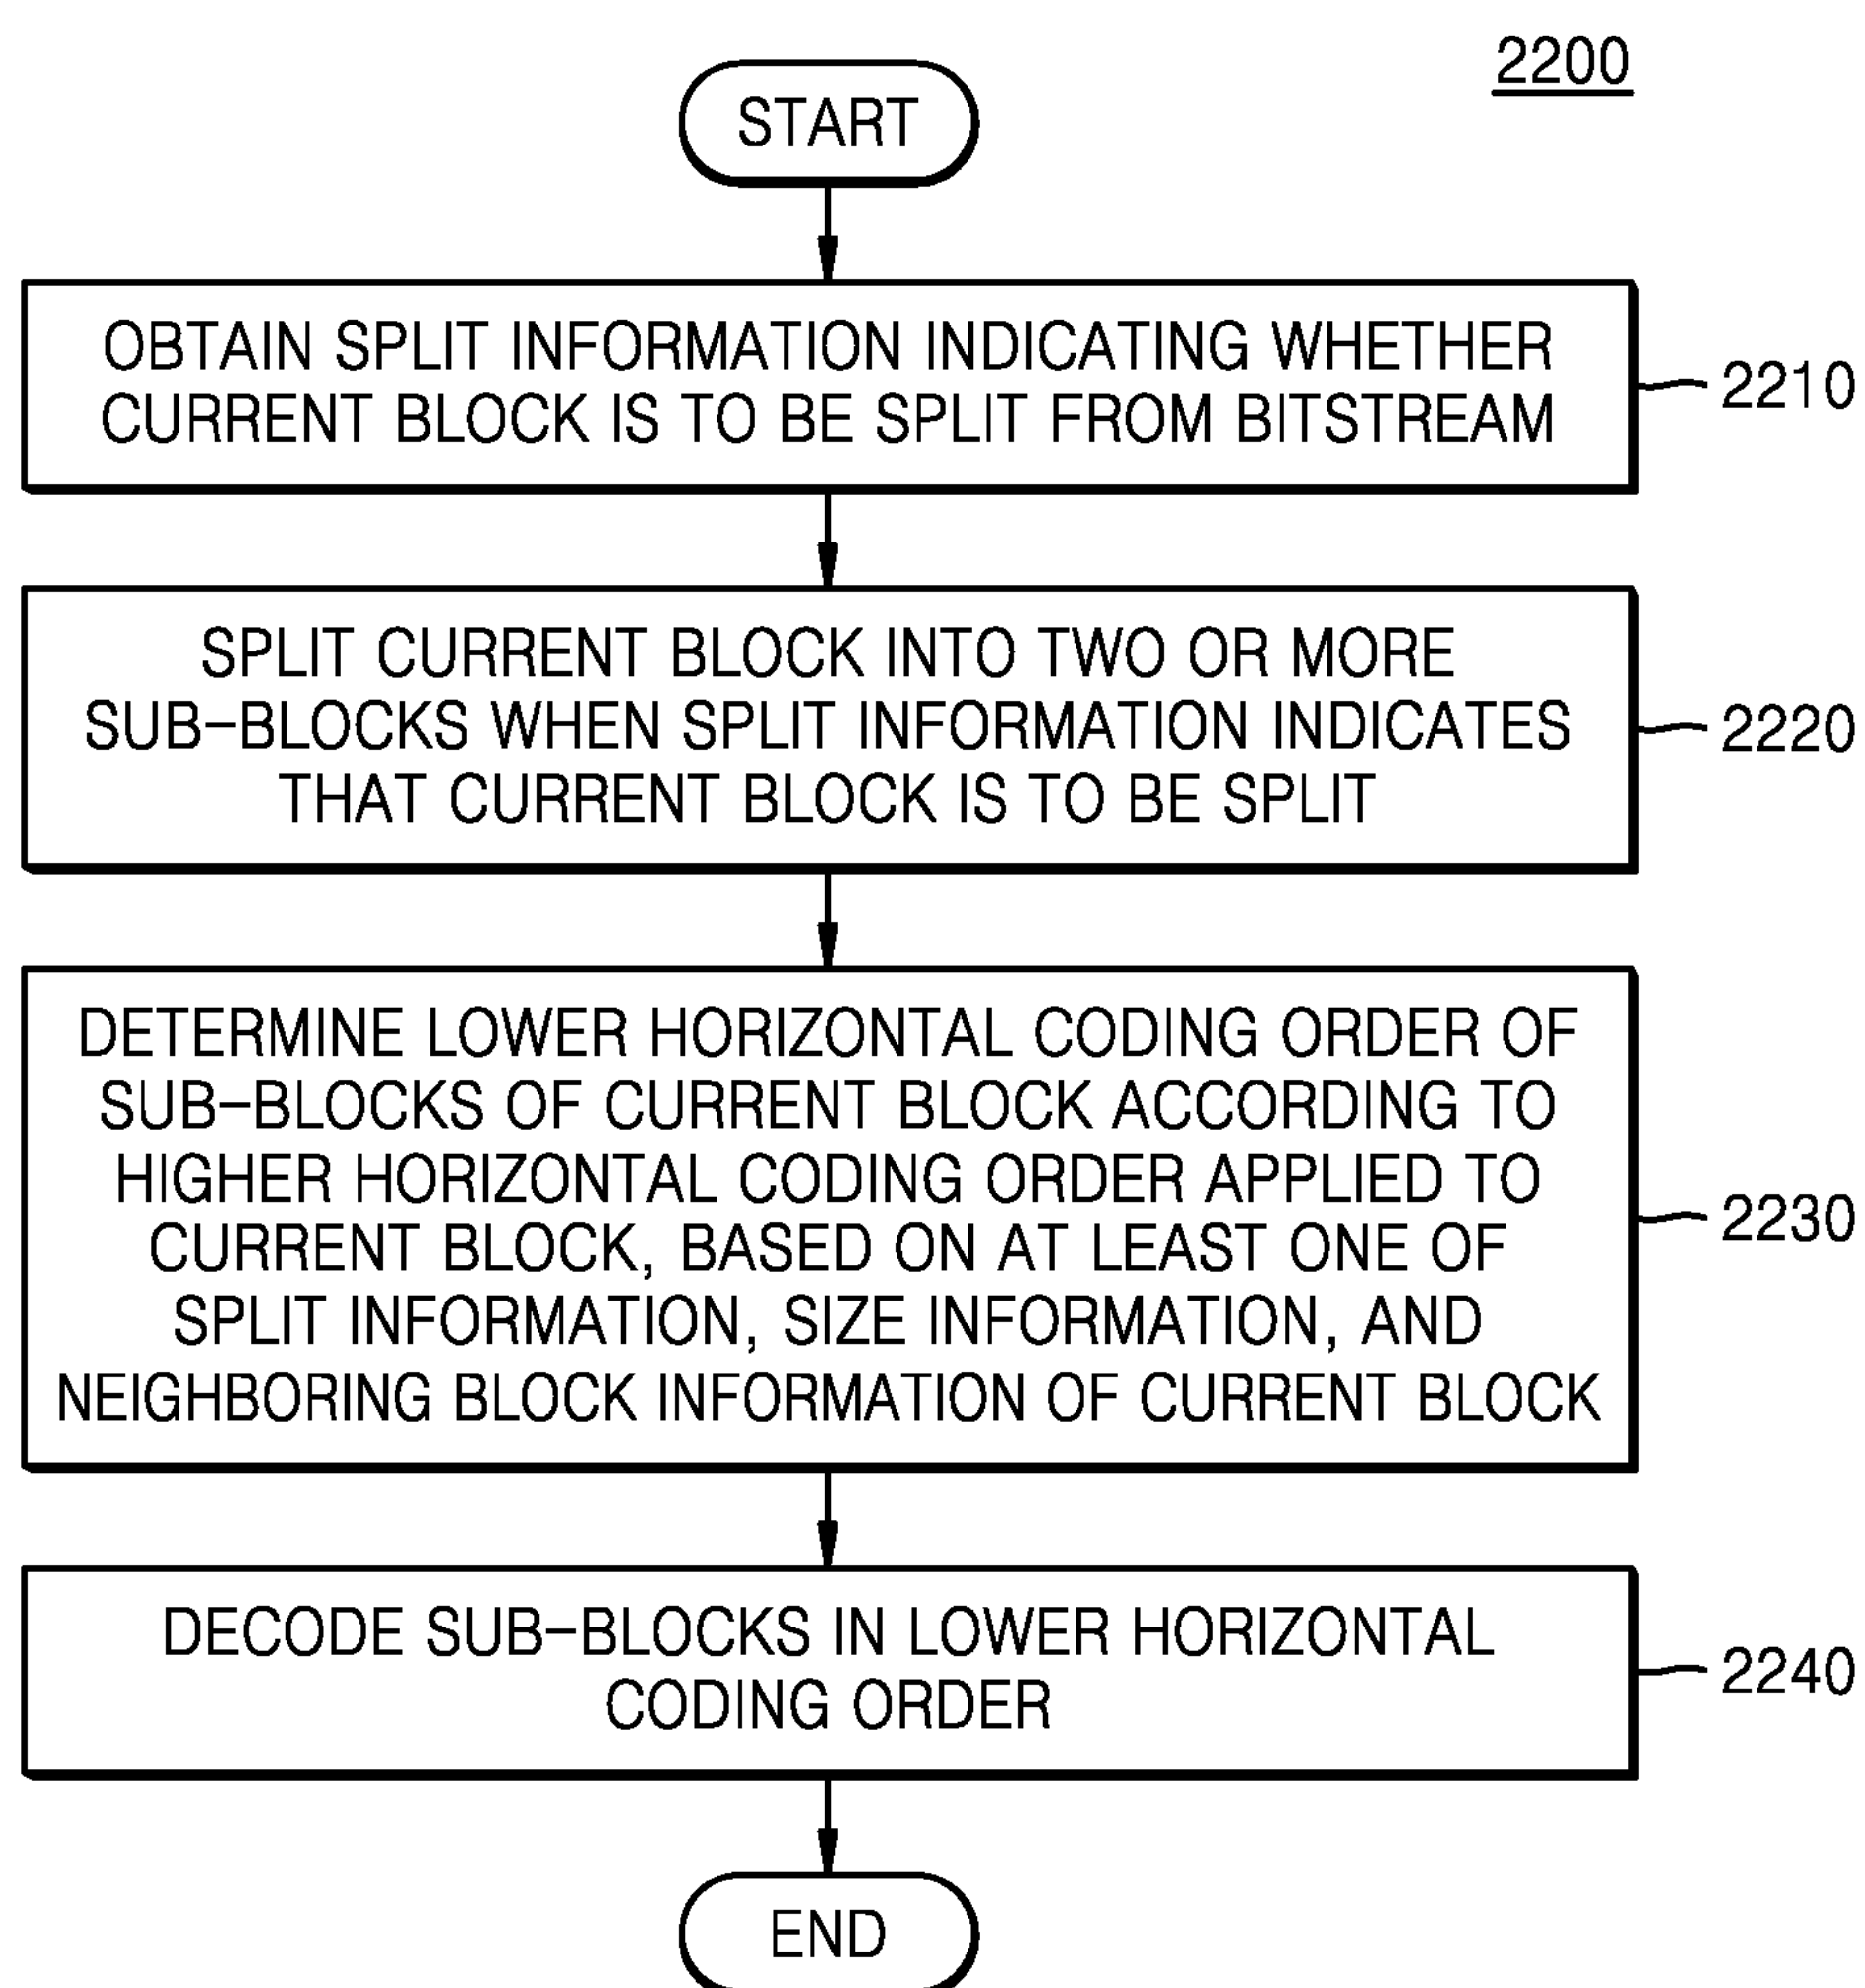 2200
START
OBTAIN SPLIT INFORMATION INDICATING WHETHER
CURRENT BLOCK IS TO BE SPLIT FROM BITSTREAM
2210
SPLIT CURRENT BLOCK INTO TWO OR MORE
SUB-BLOCKS WHEN SPLIT INFORMATION INDICATES
THAT CURRENT BLOCK IS TO BE SPLIT
2220
DETERMINE LOWER HORIZONTAL CODING ORDER OF
SUB-BLOCKS OF CURRENT BLOCK ACCORDING TO
HIGHER HORIZONTAL CODING ORDER APPLIED TO
CURRENT BLOCK, BASED ON AT LEAST ONE OF
SPLIT INFORMATION, SIZE INFORMATION, AND
NEIGHBORING BLOCK INFORMATION OF CURRENT BLOCK
2230
DECODE SUB-BLOCKS IN LOWER HORIZONTAL
CODING ORDER
2240
END